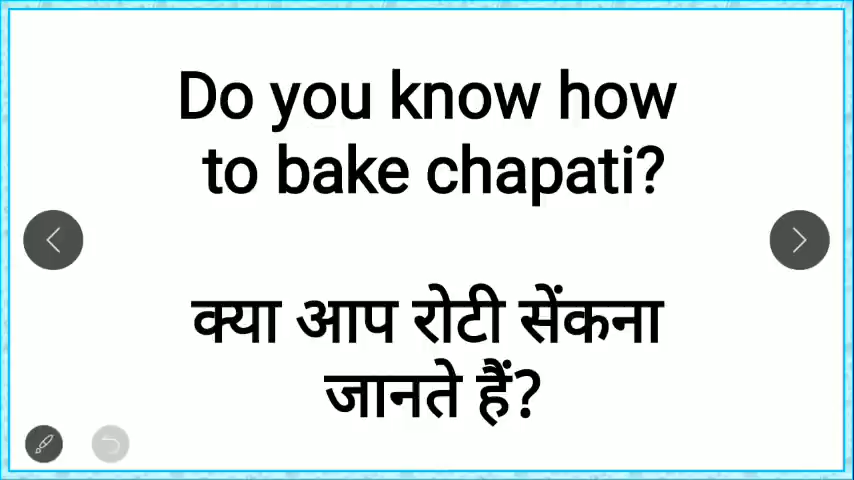 Do you know how
to bake chapati?
क्या आप रोटी सेंकना
जानते हैं?